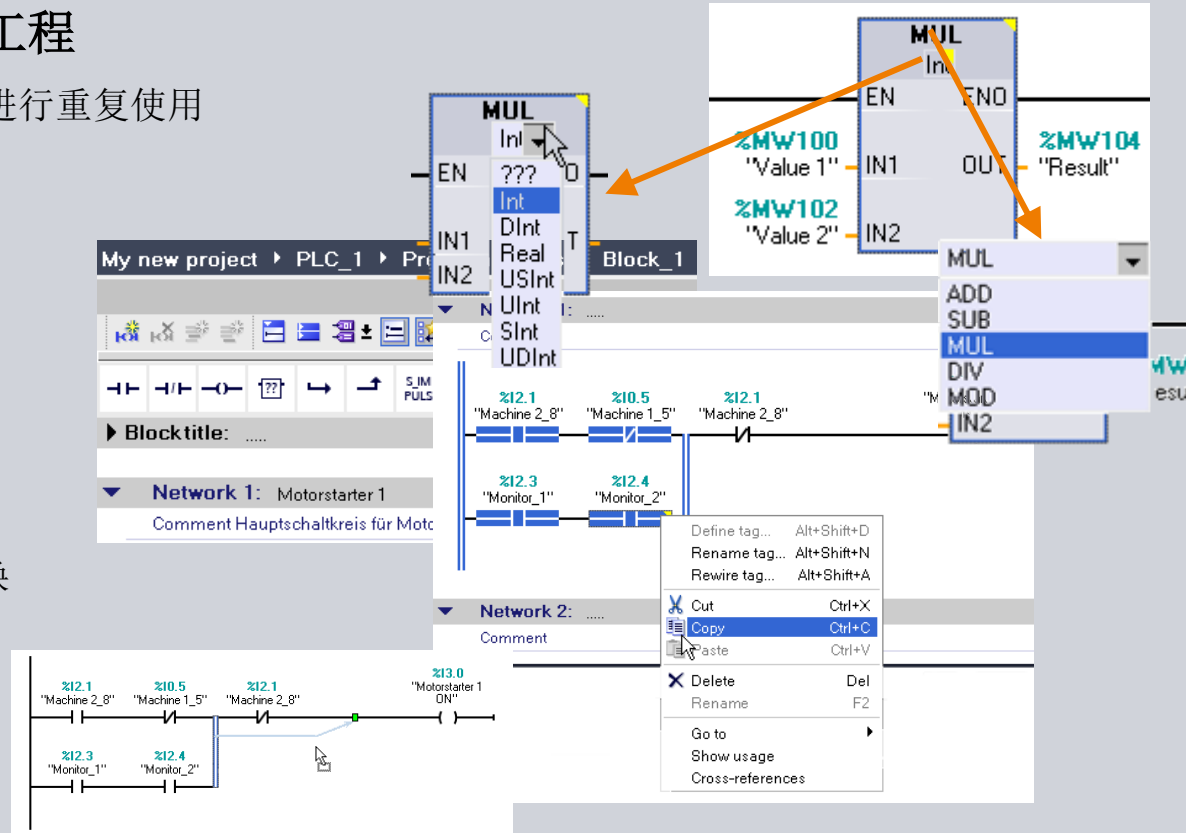 工程
进行重复使用
换
MUL
Int
EN ENO
%MW100
"Value 1"
IN1
OUT
%MW104
"Result"
%MW102
"Value 2"
IN2
MUL
ADD
SUB
MUL
DIV
MOD
IN2
MUL
Int
EN
???
Int
DInt
Real
USInt
UInt
SInt
UDInt
IN1
IN2
My new project PLC_1 Block_1
Block title: .....
Network 1: Motorstarter 1
Comment Hauptschaltkreis für Moto
%I2.1
"Machine 2_8"
%I0.5
"Machine 1_5"
%I2.1
"Machine 2_8"
%I2.3
"Monitor_1"
%I2.4
"Monitor_2"
Network 2: .....
Comment
Define tag... Alt+Shift+D
Rename tag... Alt+Shift+N
Rewire tag... Alt+Shift+A
Cut Ctrl+X
Copy Ctrl+C
Paste Ctrl+V
Delete Del
Rename F2
Go to
Show usage
Cross-references
%I2.1
"Machine 2_8"
%I0.5
"Machine 1_5"
%I2.1
"Machine 2_8"
%I3.0
"Motorstarter 1
ON"
%I2.3
"Monitor_1"
%I2.4
"Monitor_2"